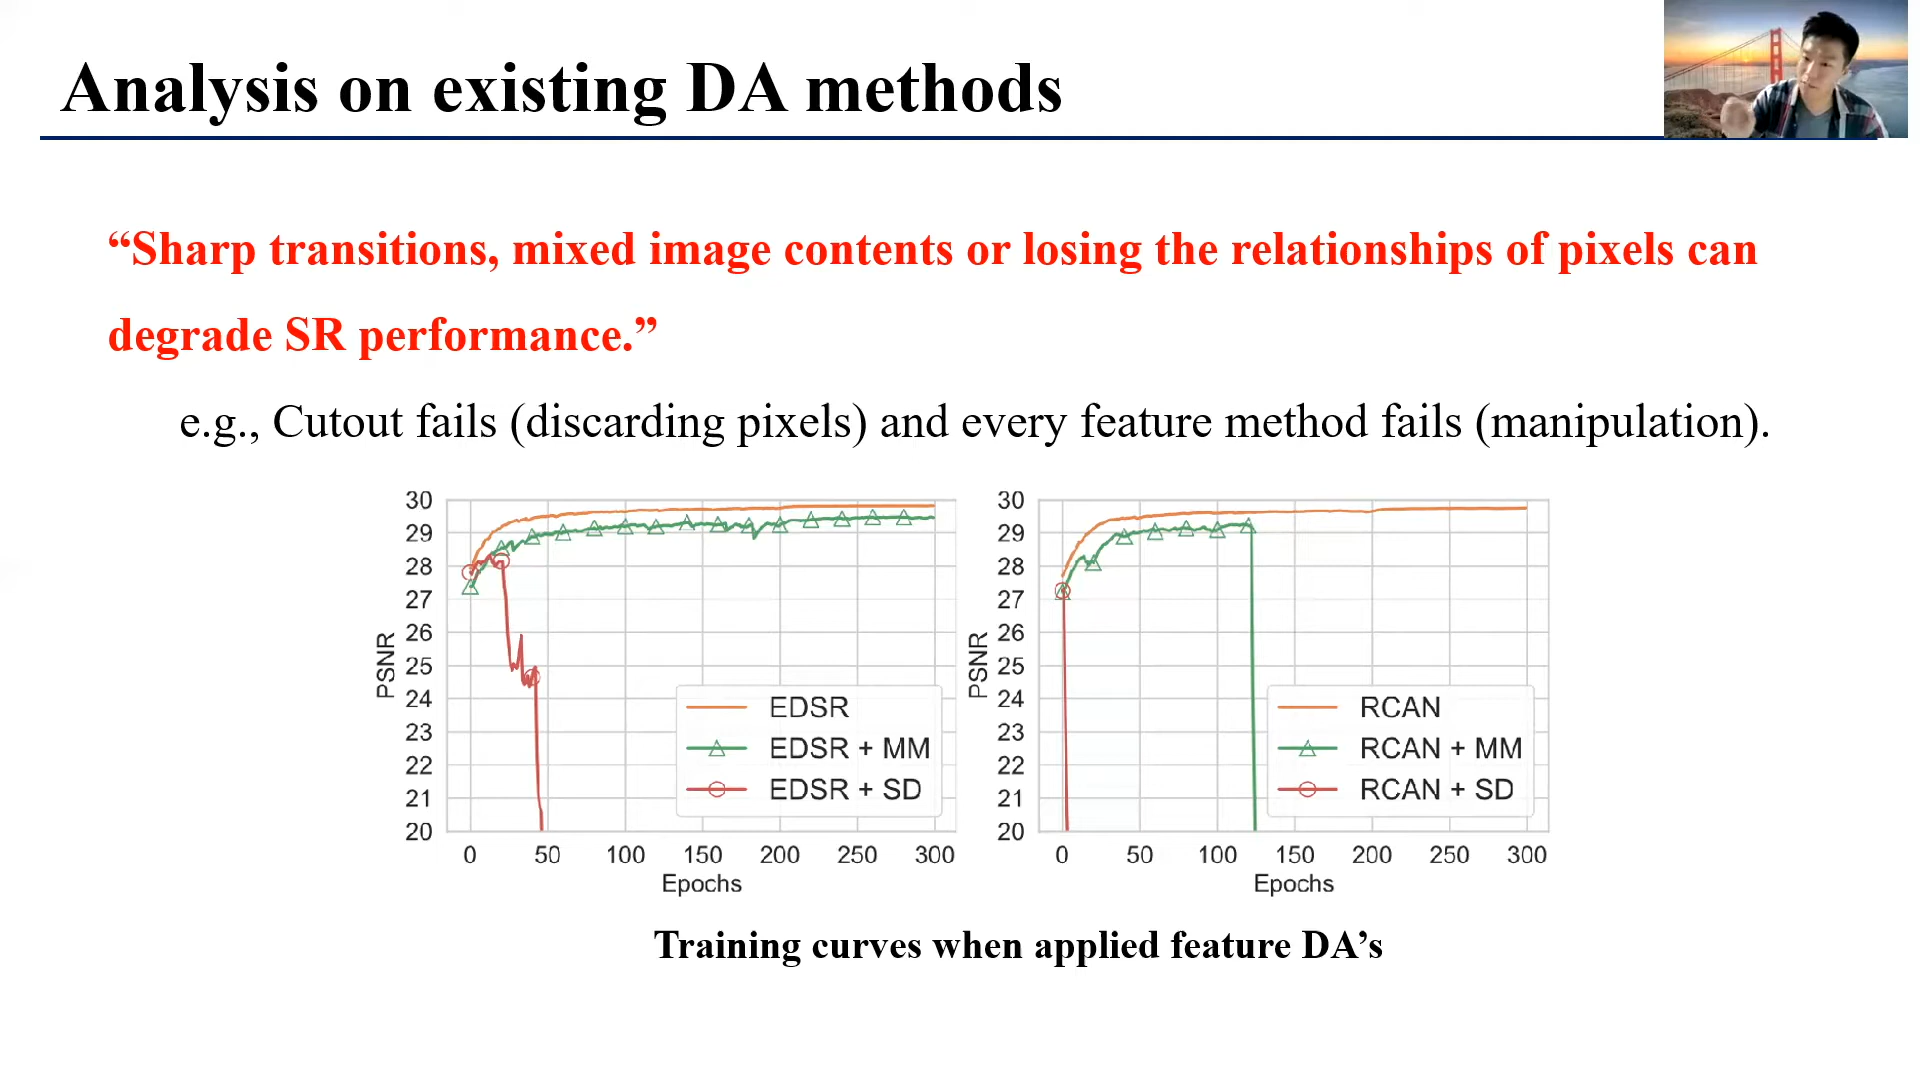 Analysis on existing DA methods
“Sharp transitions, mixed image contents or losing the relationships of pixels can
degrade SR performance.”
e.g., Cutout fails (discarding pixels) and every feature method fails (manipulation).
30
29
28
27
26
25
24
23
22
21
20
PSNR
0 50 100 150 200 250 300
Epochs
EDSR
EDSR + MM
EDSR + SD
30
29
28
27
26
25
24
23
22
21
20
PSNR
0 50 100 150 200 250 300
Epochs
RCAN
RCAN + MM
RCAN + SD
Training curves when applied feature DA’s